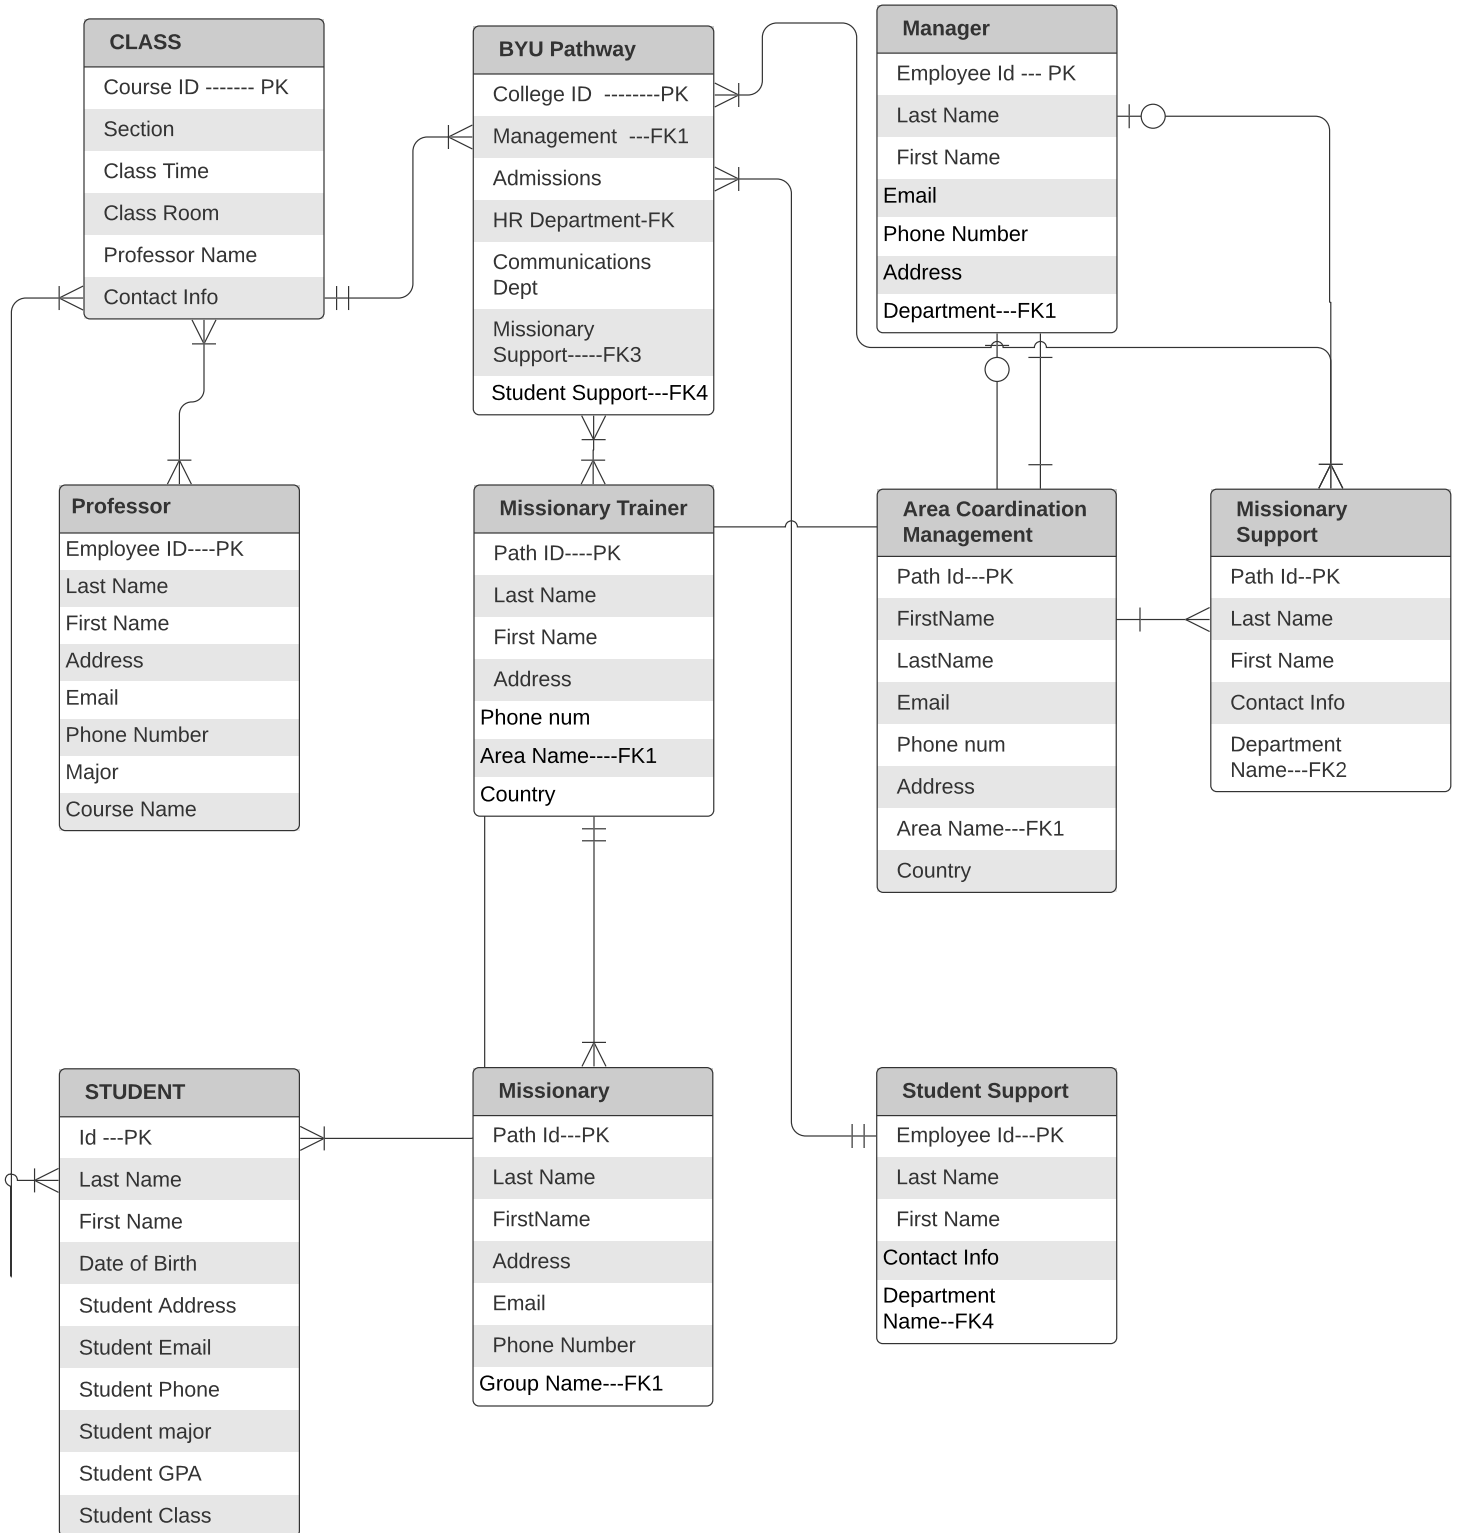 CLASS
Course ID ------- PK
Section
Class Time
Class Room
Professor Name
Contact Info
BYU Pathway
College ID  --------PK
Management  ---FK1
Admissions
HR Department-FK
Communications
Dept
Missionary
Support-----FK3
Student Support---FK4
Manager
Employee Id --- PK
Last Name
First Name
Email
Phone Number
Address
Department---FK1
Professor
Employee ID----PK
Last Name
First Name
Address
Email
Phone Number
Major
Course Name
Missionary Trainer
Path ID----PK
Last Name
First Name
Address
Phone num
Area Name----FK1
Country
Area Coardination
Management
Path Id---PK
FirstName
LastName
Email
Phone num
Address
Area Name---FK1
Country
Missionary
Support
Path Id--PK
Last Name
First Name
Contact Info
Department
Name---FK2
STUDENT
Id ---PK
Last Name
First Name
Date of Birth
Student Address
Student Email
Student Phone
Student major
Student GPA
Student Class
Missionary
Path Id---PK
Last Name
FirstName
Address
Email
Phone Number
Group Name---FK1
Student Support
Employee Id---PK
Last Name
First Name
Contact Info
Department
Name--FK4